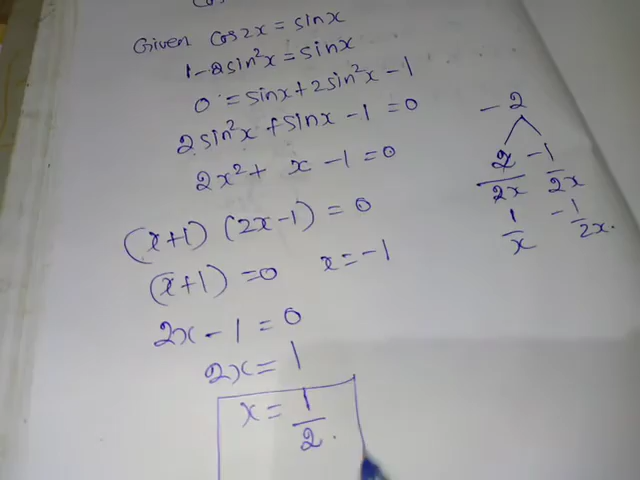 Given cos2x = sinx
1-2sin²x = sinx
0 = sinx+2sin²x-1
2sin²x + sinx -1 = 0
2x² + x -1 = 0
(x+1) (2x-1) = 0
(x+1) = 0 x = -1
2x - 1 = 0
2x = 1
x = 1/2.
-2
2/2x -1/2x
1/x -1/2x.